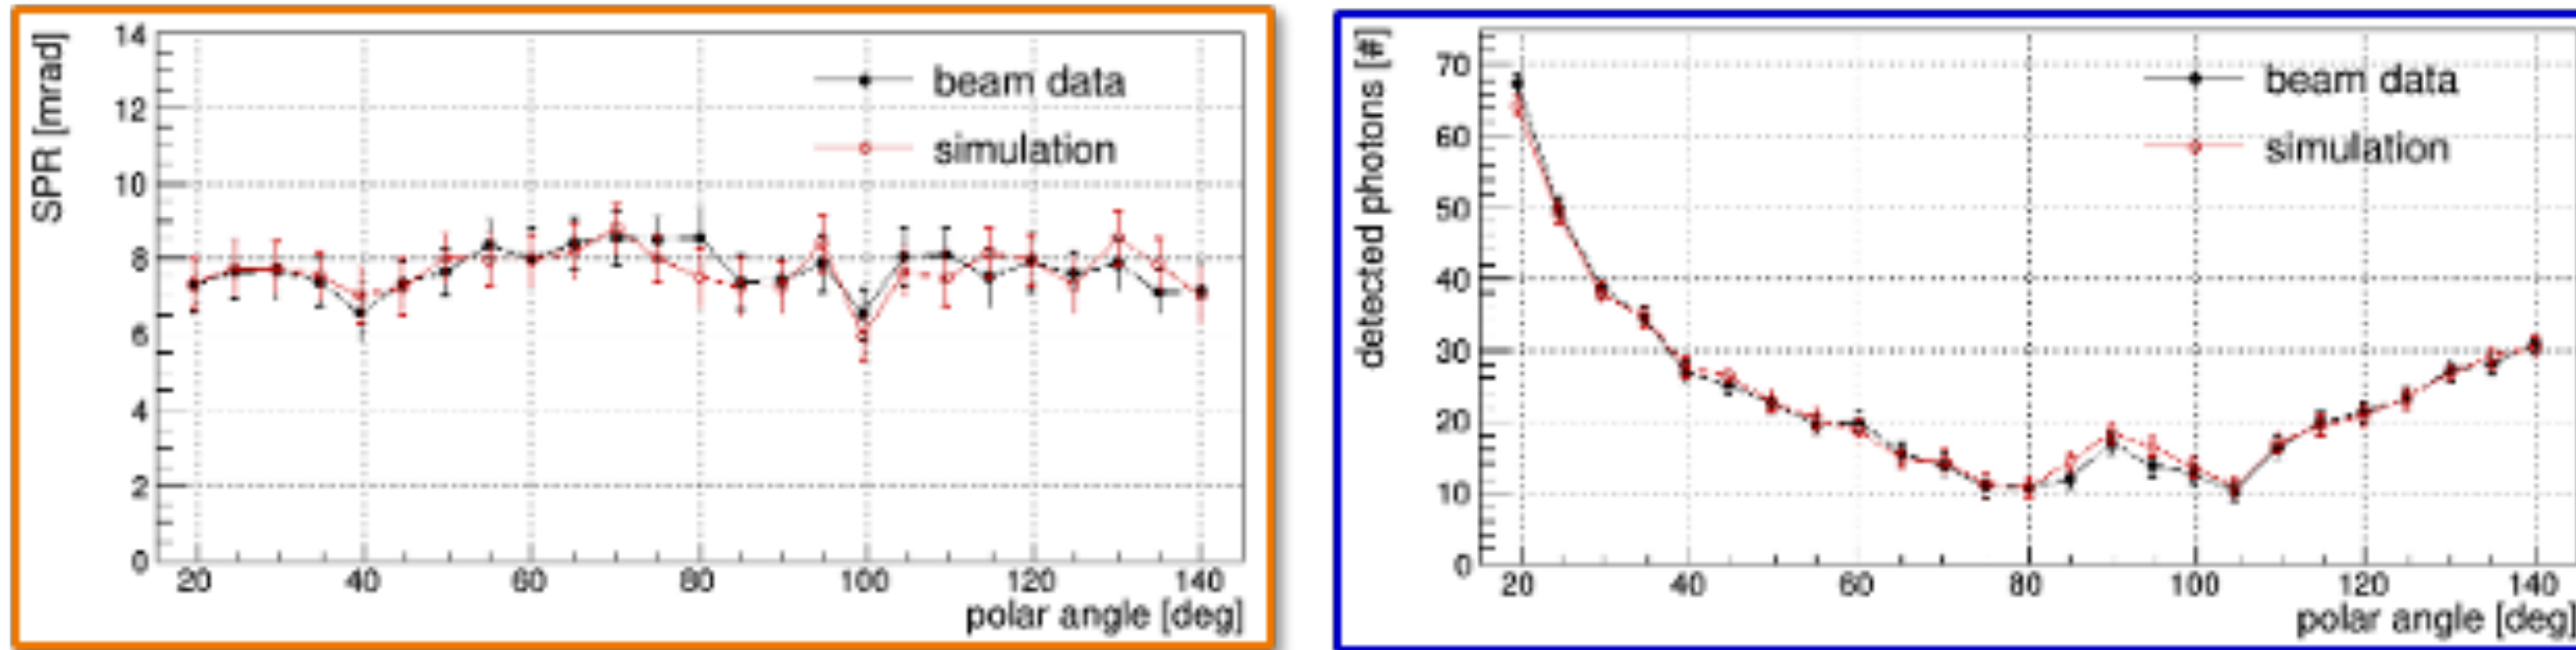 SPR [mrad]
14
12
10
8
6
4
2
0
beam data
simulation
20 40 60 80 100 120 140
polar angle [deg]
detected photons [#]
70
60
50
40
30
20
10
0
beam data
simulation
20 40 60 80 100 120 140
polar angle [deg]